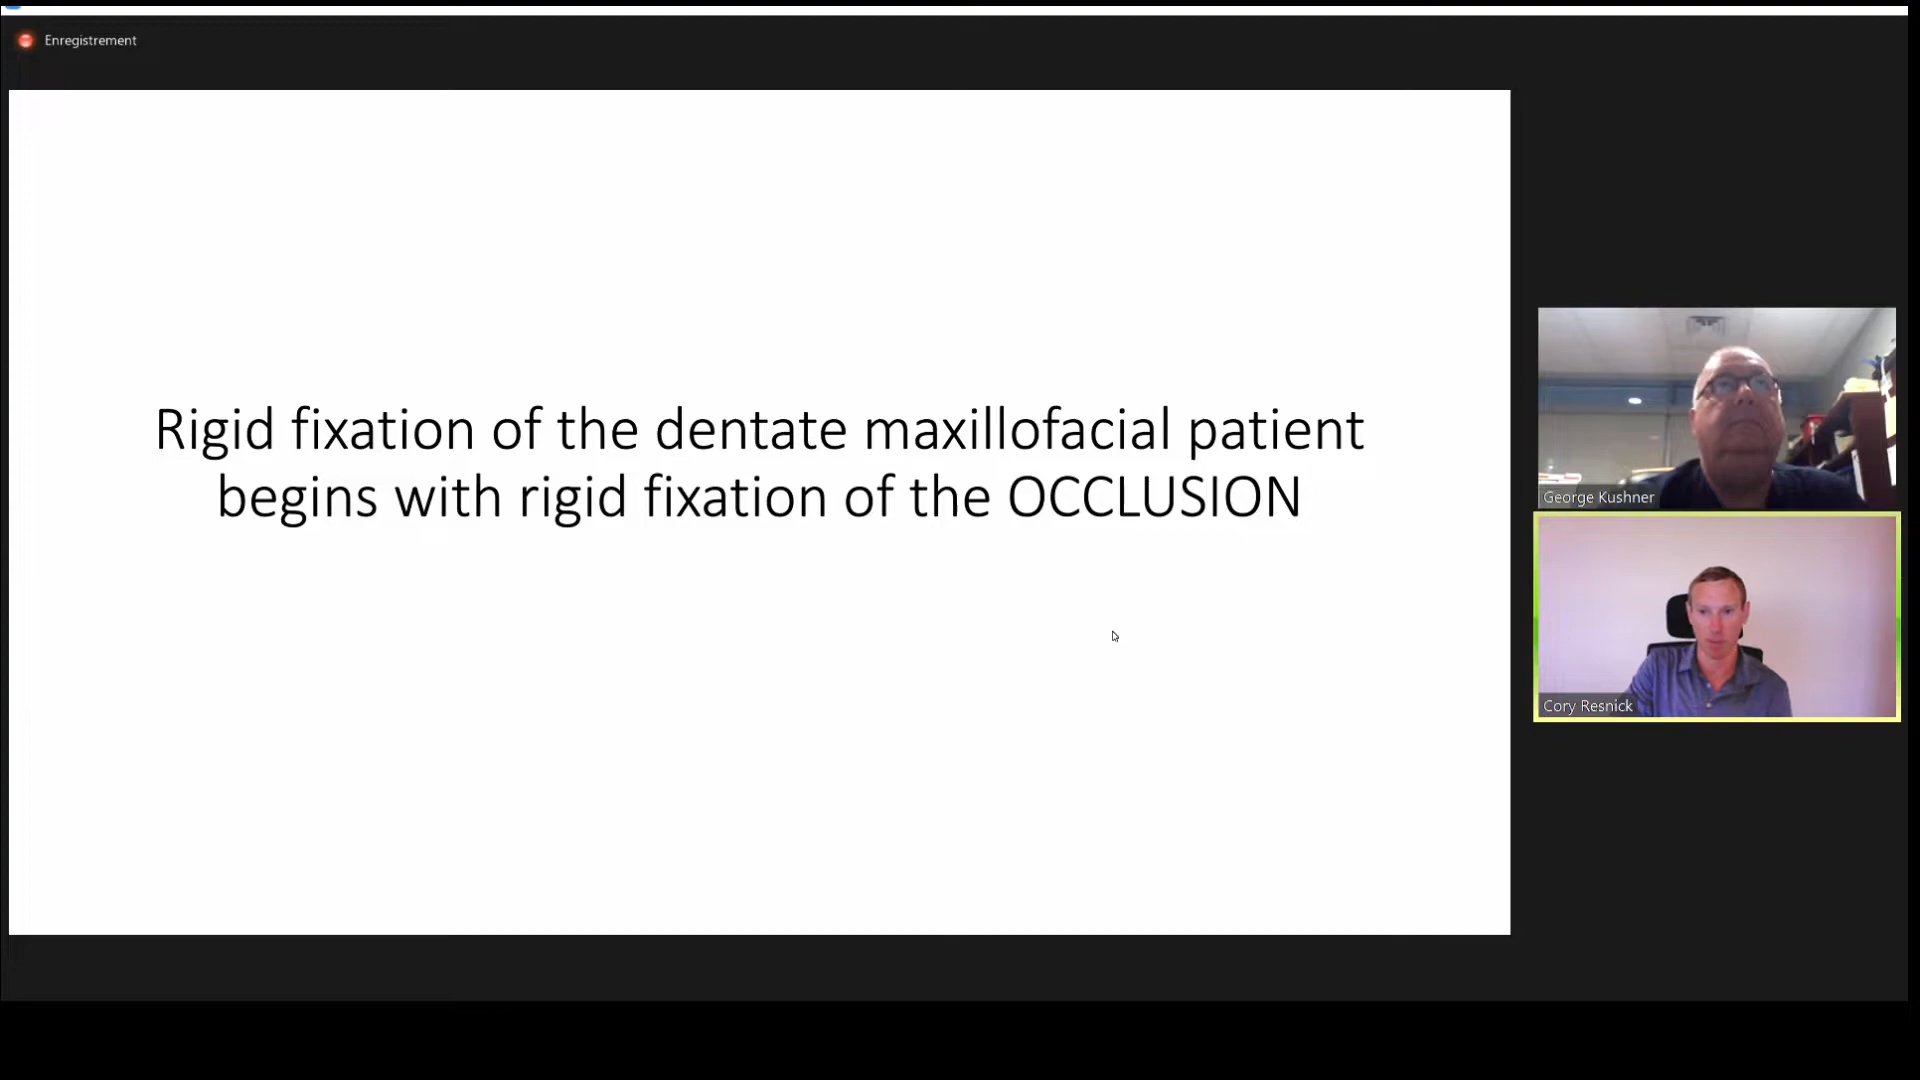 Enregistrement
Rigid fixation of the dentate maxillofacial patient
begins with rigid fixation of the OCCLUSION
George Kushner
Cory Resnick